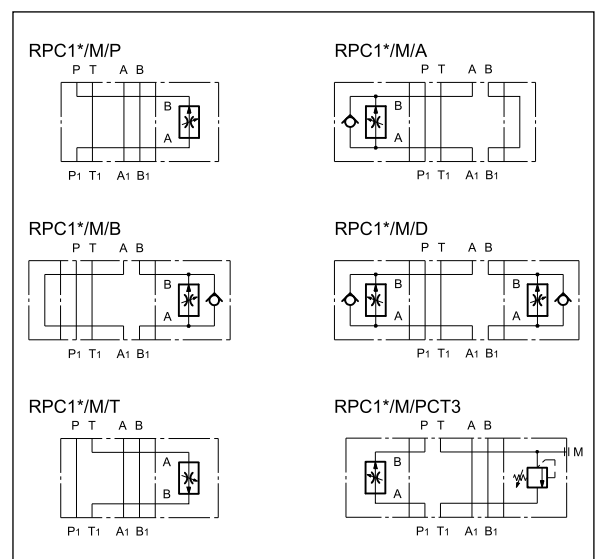 RPC1*/M/P
P T A B
B
A
P1 T1 A1 B1
RPC1*/M/A
P T A B
B
A
P1 T1 A1 B1
RPC1*/M/B
P T A B
B
A
P1 T1 A1 B1
RPC1*/M/D
P T A B
B
A
B
A
P1 T1 A1 B1
RPC1*/M/T
P T A B
A
B
P1 T1 A1 B1
RPC1*/M/PCT3
P T A B
M
B
A
P1 T1 A1 B1